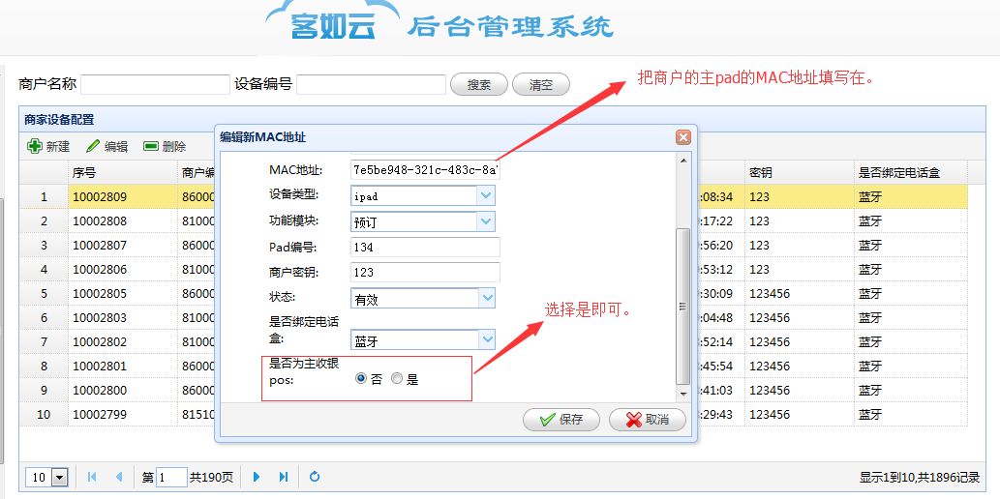 客如云 后台管理系统
商户名称 设备编号 搜索 清空
把商户的主pad的MAC地址填写在。
商家设备配置
新建 编辑 删除
序号 商户编 密钥 是否绑定电话盒
1 10002809 86000 :08:34 123 蓝牙
2 10002808 81000 :17:22 123 蓝牙
3 10002807 86000 :56:20 123 蓝牙
4 10002806 81000 :53:12 123 蓝牙
5 10002805 86000 :30:09 123456 蓝牙
6 10002803 81000 :04:48 123456 蓝牙
7 10002802 81000 :52:14 123456 蓝牙
8 10002801 86000 :45:54 123456 蓝牙
9 10002800 86000 :41:03 123456 蓝牙
10 10002799 81510 :29:43 123456 蓝牙
编辑新MAC地址
MAC地址: 7e5be948-321c-483c-8a
设备类型: ipad
功能模块: 预订
Pad编号: 134
商户密钥: 123
状态: 有效
是否绑定电话
盒: 蓝牙
是否为主收银
pos: 否 是
选择是即可。
保存 取消
10 第 1 共190页 显示1到10,共1896记录